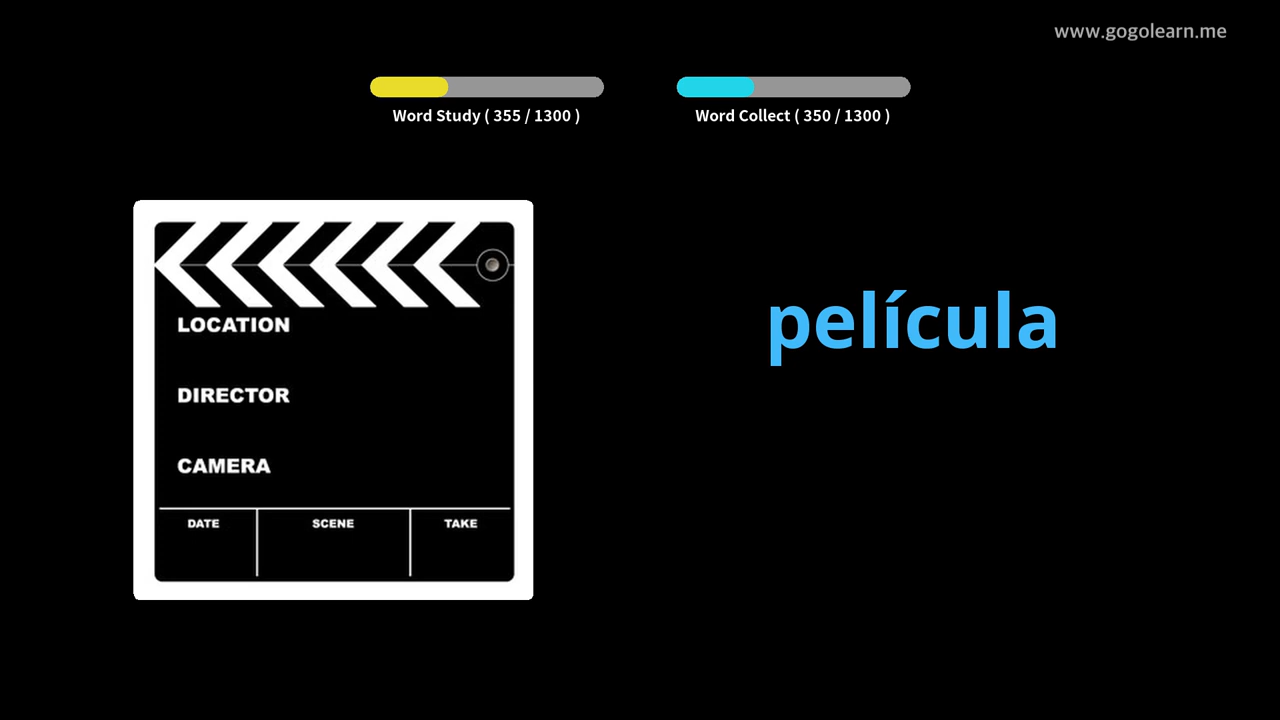 www.gogolearn.me
Word Study ( 355 / 1300 )
Word Collect ( 350 / 1300 )
LOCATION
DIRECTOR
CAMERA
DATE
SCENE
TAKE
película